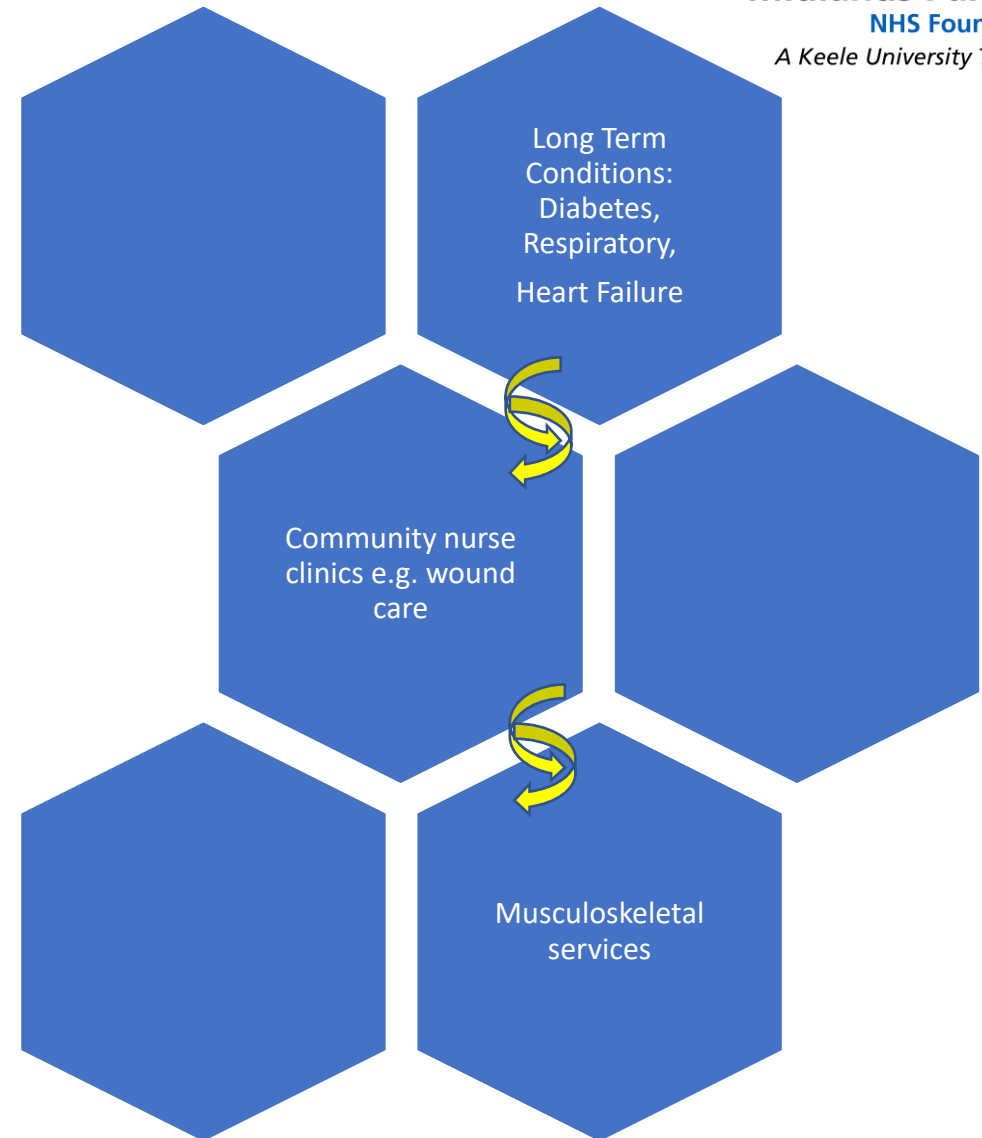 NHS Four
A Keele University
Long Term
Conditions:
Diabetes,
Respiratory,
Heart Failure
Community nurse
clinics e.g. wound
care
Musculoskeletal
services